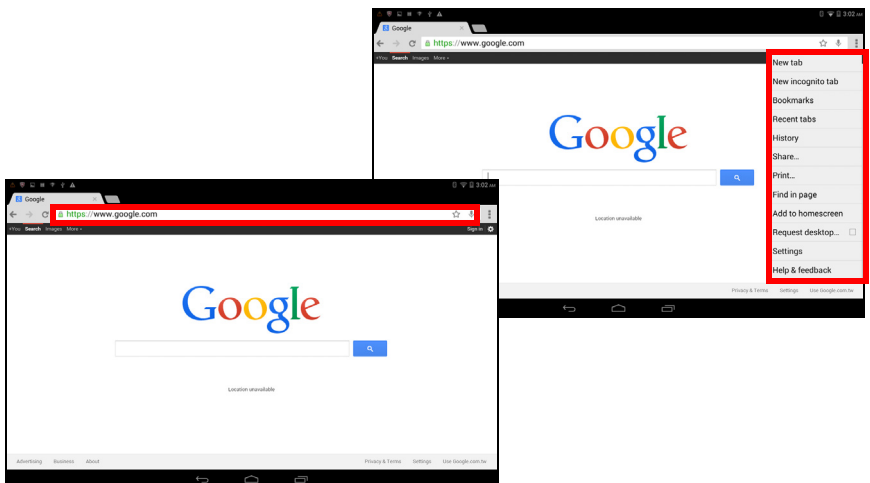 3:02 AM
Google
https://www.google.com
+You Search Images More
New tab
New incognito tab
Bookmarks
Recent tabs
History
Share...
Print...
Find in page
Add to homescreen
Request desktop...
Settings
Help & feedback
Google
Location unavailable
Privacy & Terms Settings Use Google.com.tw
3:02 AM
Google
https://www.google.com
+You Search Images More Sign in
Google
Location unavailable
Advertising Business About Privacy & Terms Settings Use Google.com.tw